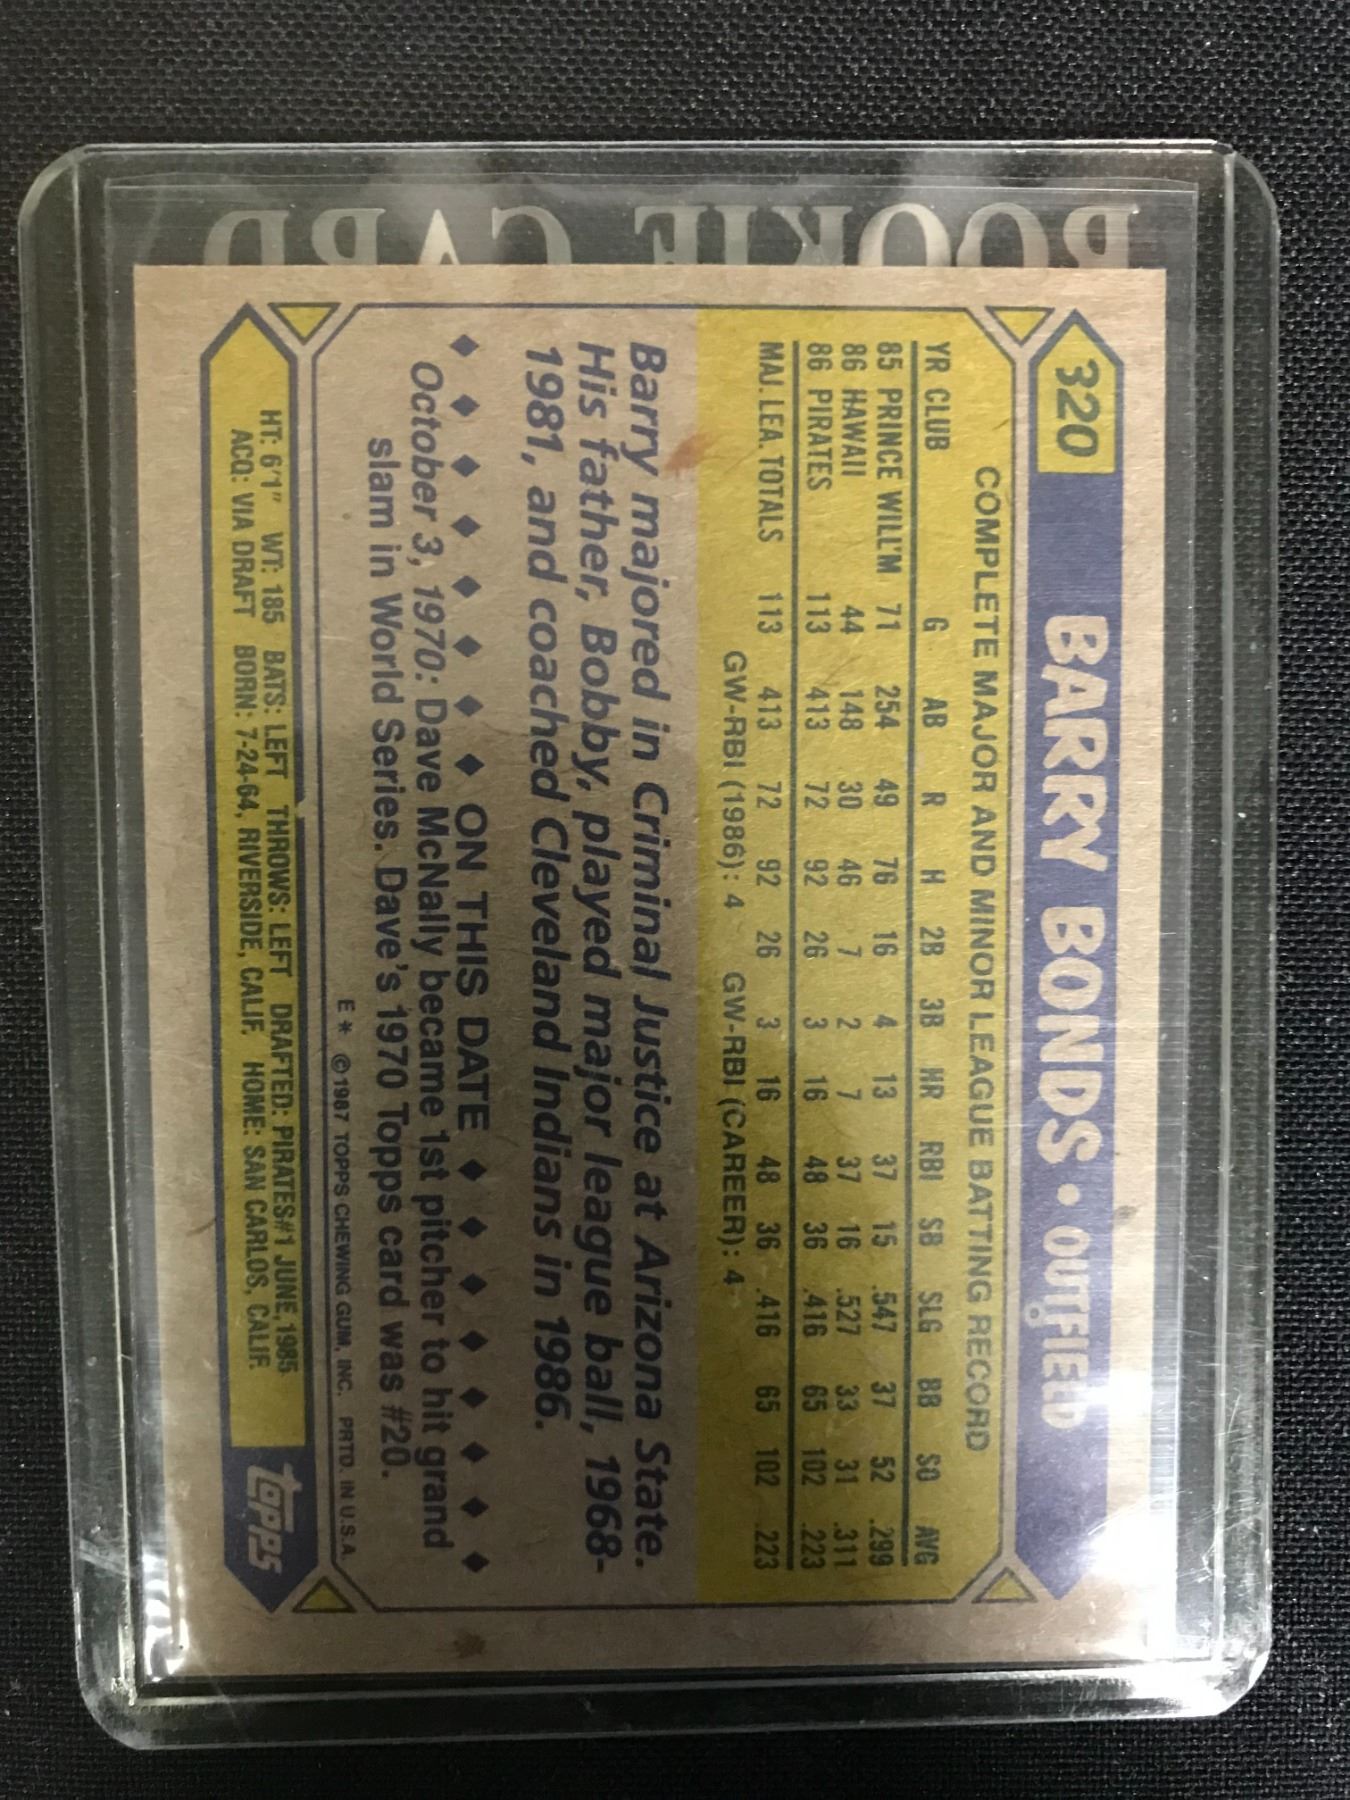 ROOKIE CARD
320 BARRY BONDS • OUTFIELD
COMPLETE MAJOR AND MINOR LEAGUE BATTING RECORD
YR CLUB G AB R H 2B 3B HR RBI SB SLG BB SO AVG
85 PRINCE WILL'M 71 254 49 76 16 4 13 37 15 .547 37 52 .299
86 HAWAII 44 148 30 46 7 2 7 37 16 .527 33 31 .311
86 PIRATES 113 413 72 92 26 3 16 48 36 .416 65 102 .223
MAJ. LEA. TOTALS 113 413 72 92 26 3 16 48 36 .416 65 102 .223
GW-RBI (1986): 4 GW-RBI (CAREER): 4
Barry majored in Criminal Justice at Arizona State.
His father, Bobby, played major league ball, 1968-
1981, and coached Cleveland Indians in 1986.
ON THIS DATE
October 3, 1970: Dave McNally became 1st pitcher to hit grand
slam in World Series. Dave's 1970 Topps card was #20.
E * ©1987 TOPPS CHEWING GUM, INC. PRTD. IN U.S.A.
HT: 6'1" WT: 185 BATS: LEFT THROWS: LEFT DRAFTED: PIRATES#1 JUNE,1985
ACQ: VIA DRAFT BORN: 7-24-64, RIVERSIDE, CALIF. HOME: SAN CARLOS, CALIF.
topps